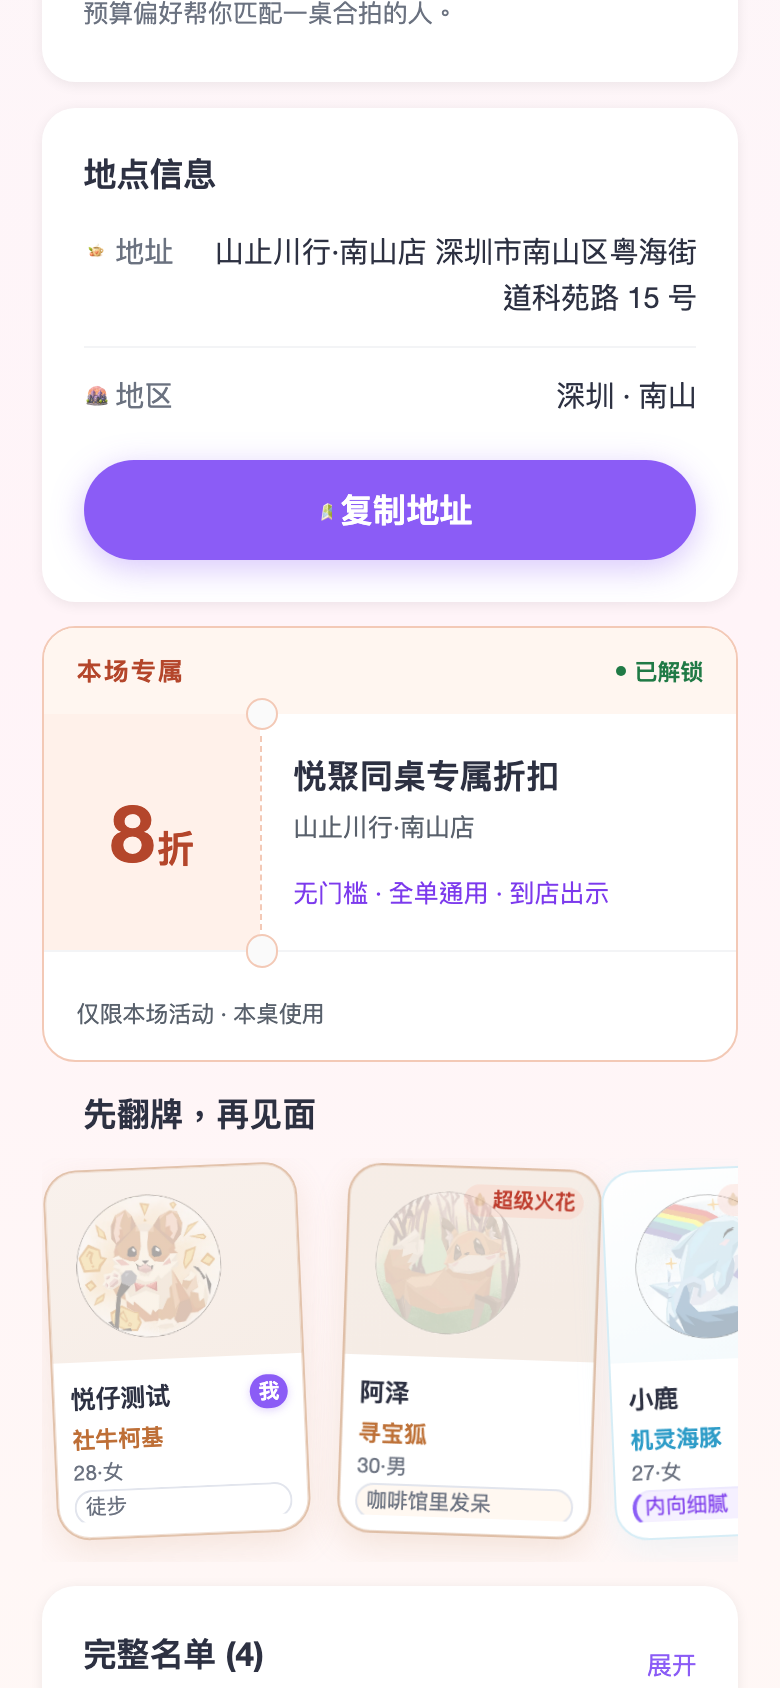 预算偏好帮你匹配一桌合拍的人。
地点信息
地址 山止川行·南山店 深圳市南山区粤海街
道科苑路 15 号
地区 深圳 · 南山
复制地址
本场专属 已解锁
8折
悦聚同桌专属折扣
山止川行·南山店
无门槛 · 全单通用 · 到店出示
仅限本场活动 · 本桌使用
先翻牌，再见面
悦仔测试 我
社牛柯基
28·女
徒步
超级火花
阿泽
寻宝狐
30·男
咖啡馆里发呆
小鹿
机灵海豚
27·女
内向细腻
完整名单 (4) 展开